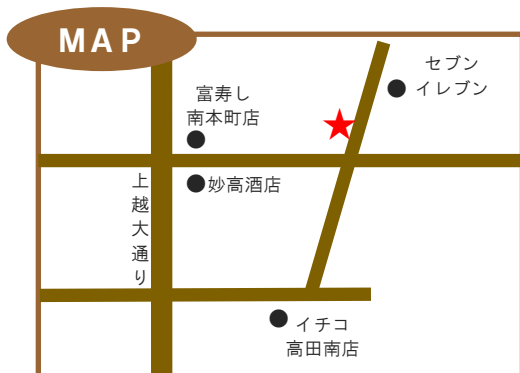 MAP
セブン
イレブン
富寿し
南本町店
妙高酒店
上越大通り
イチコ
高田南店